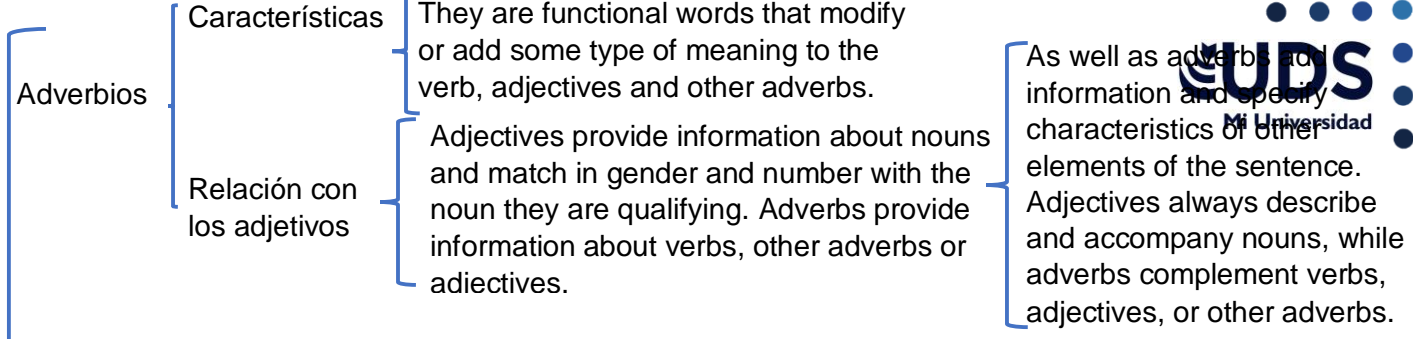 Adverbios
Características
They are functional words that modify
or add some type of meaning to the
verb, adjectives and other adverbs.
Relación con
los adjetivos
Adjectives provide information about nouns
and match in gender and number with the
noun they are qualifying. Adverbs provide
information about verbs, other adverbs or
adjectives.
As well as adverbs add
information and specify
characteristics of other
elements of the sentence.
Adjectives always describe
and accompany nouns, while
adverbs complement verbs,
adjectives, or other adverbs.
UDS
Mi Universidad